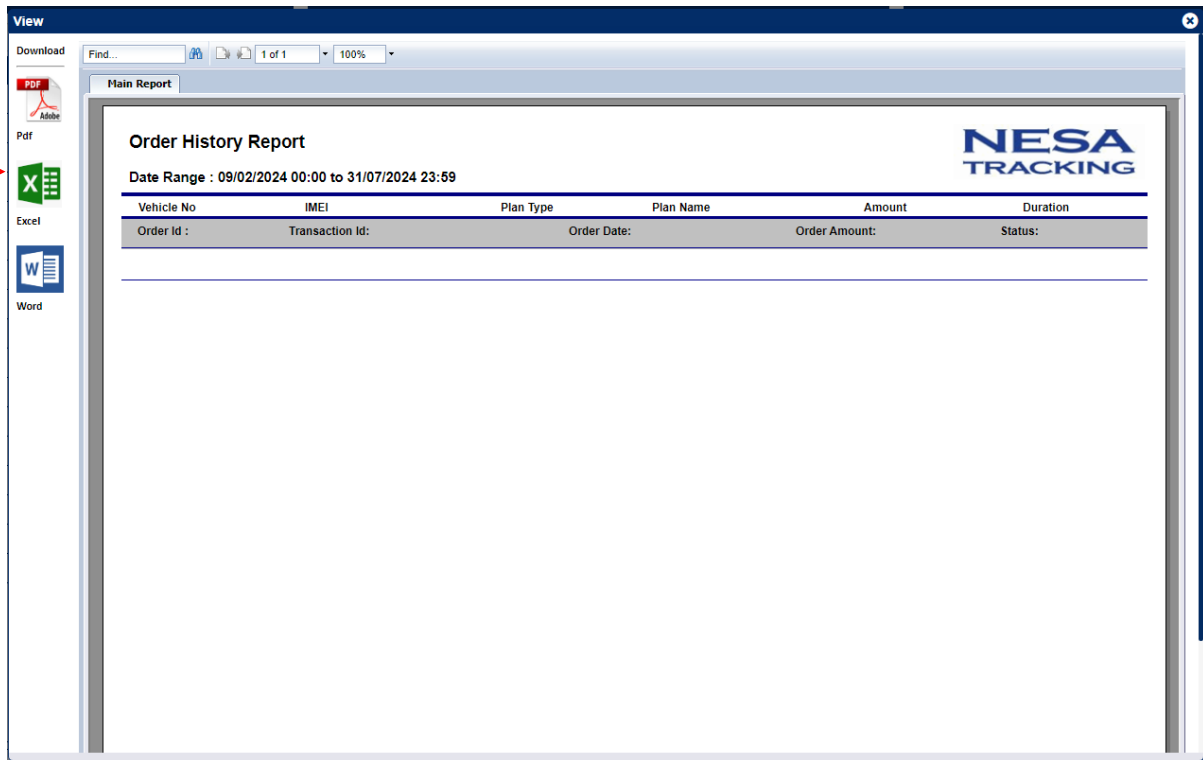 View
Download
Find... 1 of 1 100%
Main Report
PDF
Adobe
Pdf
X
Excel
W
Word
Order History Report
NESA
TRACKING
Date Range : 09/02/2024 00:00 to 31/07/2024 23:59
Vehicle No IMEI Plan Type Plan Name Amount Duration
Order Id : Transaction Id: Order Date: Order Amount: Status: